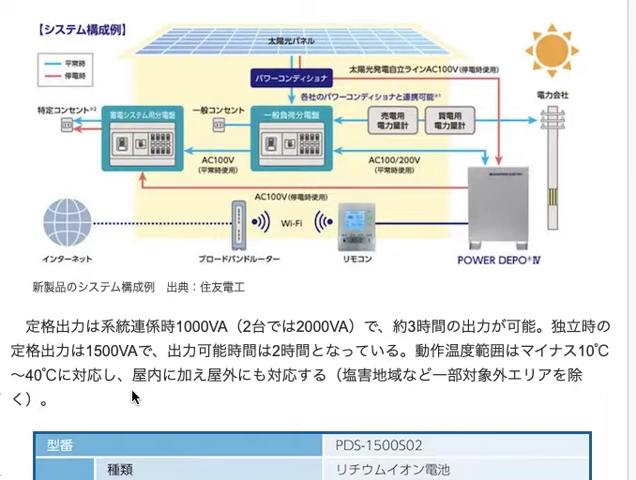 【システム構成例】
太陽光パネル
平常時
停電時
パワーコンディショナ
太陽光発電自立ラインAC100V（停電時使用）
各社のパワーコンディショナと連携可能※1
電力会社
特定コンセント※2
蓄電システム用分電盤
一般コンセント
一般負荷分電盤
売電用
電力量計
買電用
電力量計
AC100V
（平常時使用）
AC100/200V
（平常時使用）
AC100V（停電時使用）
Wi-Fi
インターネット
ブロードバンドルーター
リモコン
POWER DEPO®Ⅳ
新製品のシステム構成例　出典：住友電工
定格出力は系統連係時1000VA（2台では2000VA）で、約3時間の出力が可能。独立時の
定格出力は1500VAで、出力可能時間は2時間となっている。動作温度範囲はマイナス10℃
～40℃に対応し、屋内に加え屋外にも対応する（塩害地域など一部対象外エリアを除
く）。
型番
PDS-1500S02
種類
リチウムイオン電池